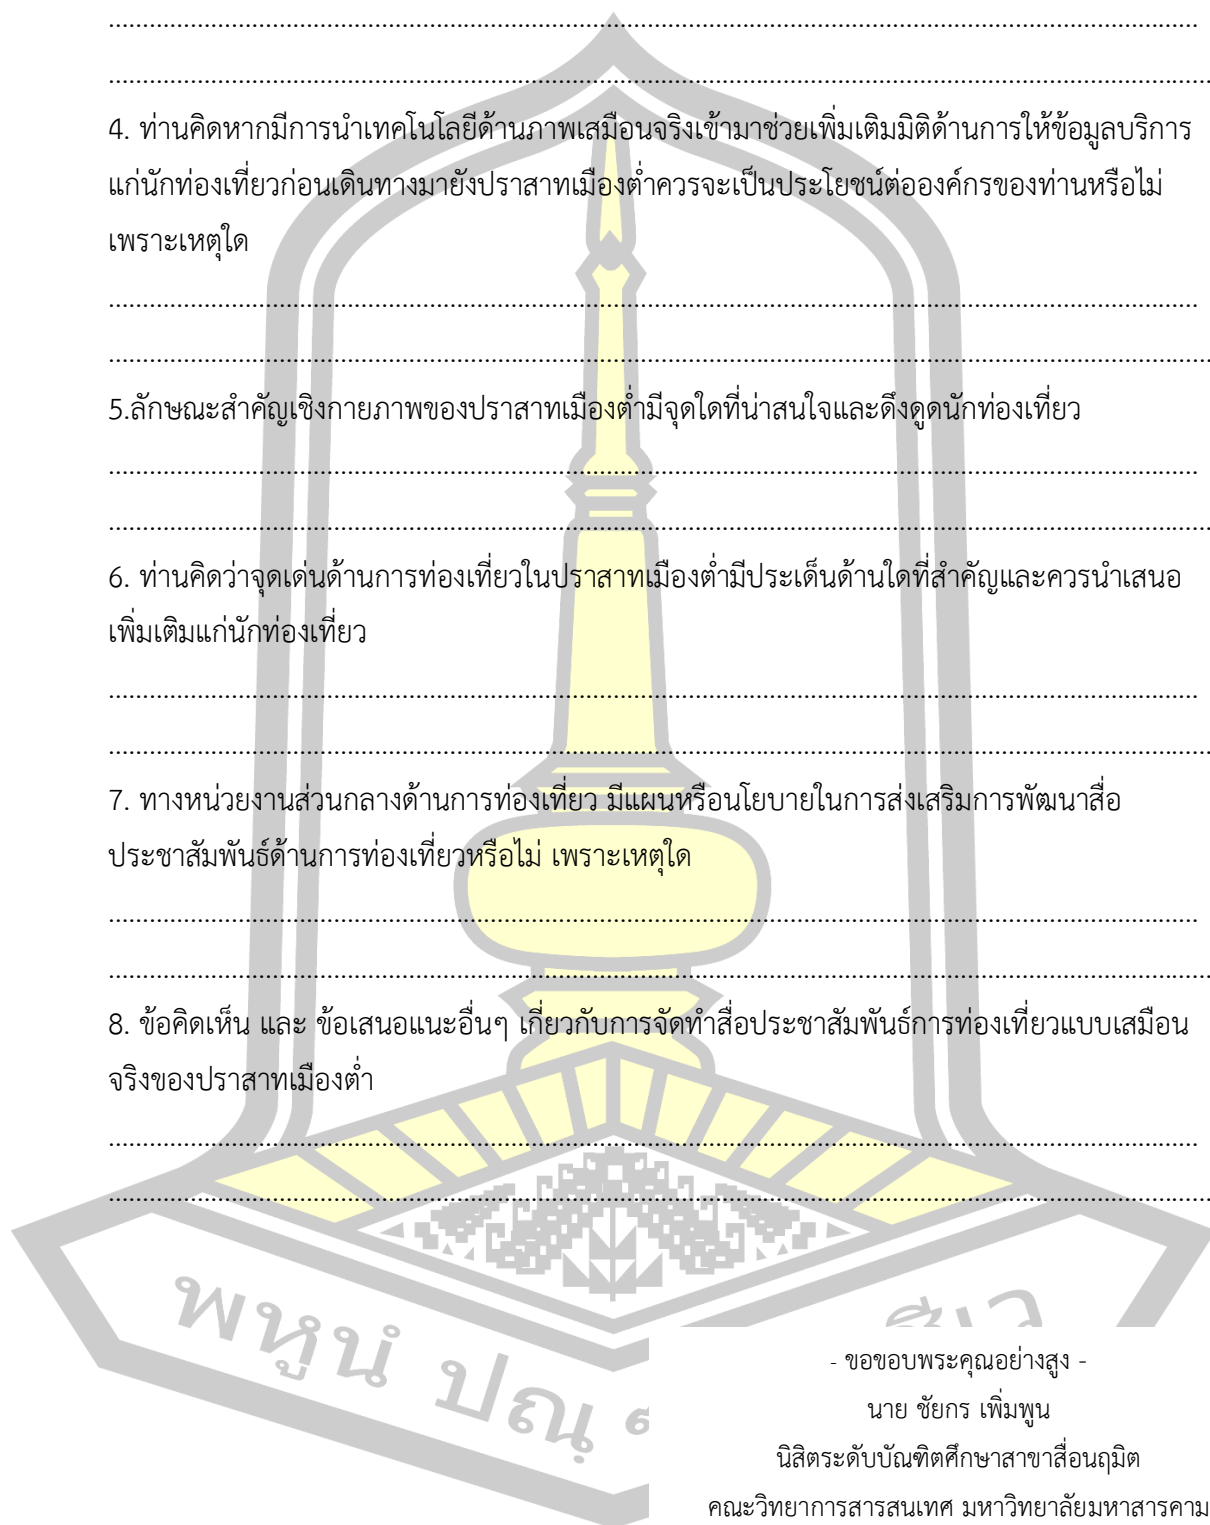 ........................................................................................................................................................
........................................................................................................................................................
4. ท่านคิดหากมีการนำเทคโนโลยีด้านภาพเสมือนจริงเข้ามาช่วยเพิ่มเติมมิติด้านการให้ข้อมูลบริการ
แก่นักท่องเที่ยวก่อนเดินทางมายังปราสาทเมืองต่ำควรจะเป็นประโยชน์ต่อองค์กรของท่านหรือไม่
เพราะเหตุใด
........................................................................................................................................................
........................................................................................................................................................
5.ลักษณะสำคัญเชิงกายภาพของปราสาทเมืองต่ำมีจุดใดที่น่าสนใจและดึงดูดนักท่องเที่ยว
........................................................................................................................................................
........................................................................................................................................................
6. ท่านคิดว่าจุดเด่นด้านการท่องเที่ยวในปราสาทเมืองต่ำมีประเด็นด้านใดที่สำคัญและควรนำเสนอ
เพิ่มเติมแก่นักท่องเที่ยว
........................................................................................................................................................
........................................................................................................................................................
7. ทางหน่วยงานส่วนกลางด้านการท่องเที่ยว มีแผนหรือนโยบายในการส่งเสริมการพัฒนาสื่อ
ประชาสัมพันธ์ด้านการท่องเที่ยวหรือไม่ เพราะเหตุใด
........................................................................................................................................................
........................................................................................................................................................
8. ข้อคิดเห็น และ ข้อเสนอแนะอื่นๆ เกี่ยวกับการจัดทำสื่อประชาสัมพันธ์การท่องเที่ยวแบบเสมือน
จริงของปราสาทเมืองต่ำ
........................................................................................................................................................
........................................................................................................................................................
พหูนํ ปณฺ
- ขอขอบพระคุณอย่างสูง -
นาย ชัยกร เพิ่มพูน
นิสิตระดับบัณฑิตศึกษาสาขาสื่อนฤมิต
คณะวิทยาการสารสนเทศ มหาวิทยาลัยมหาสารคาม